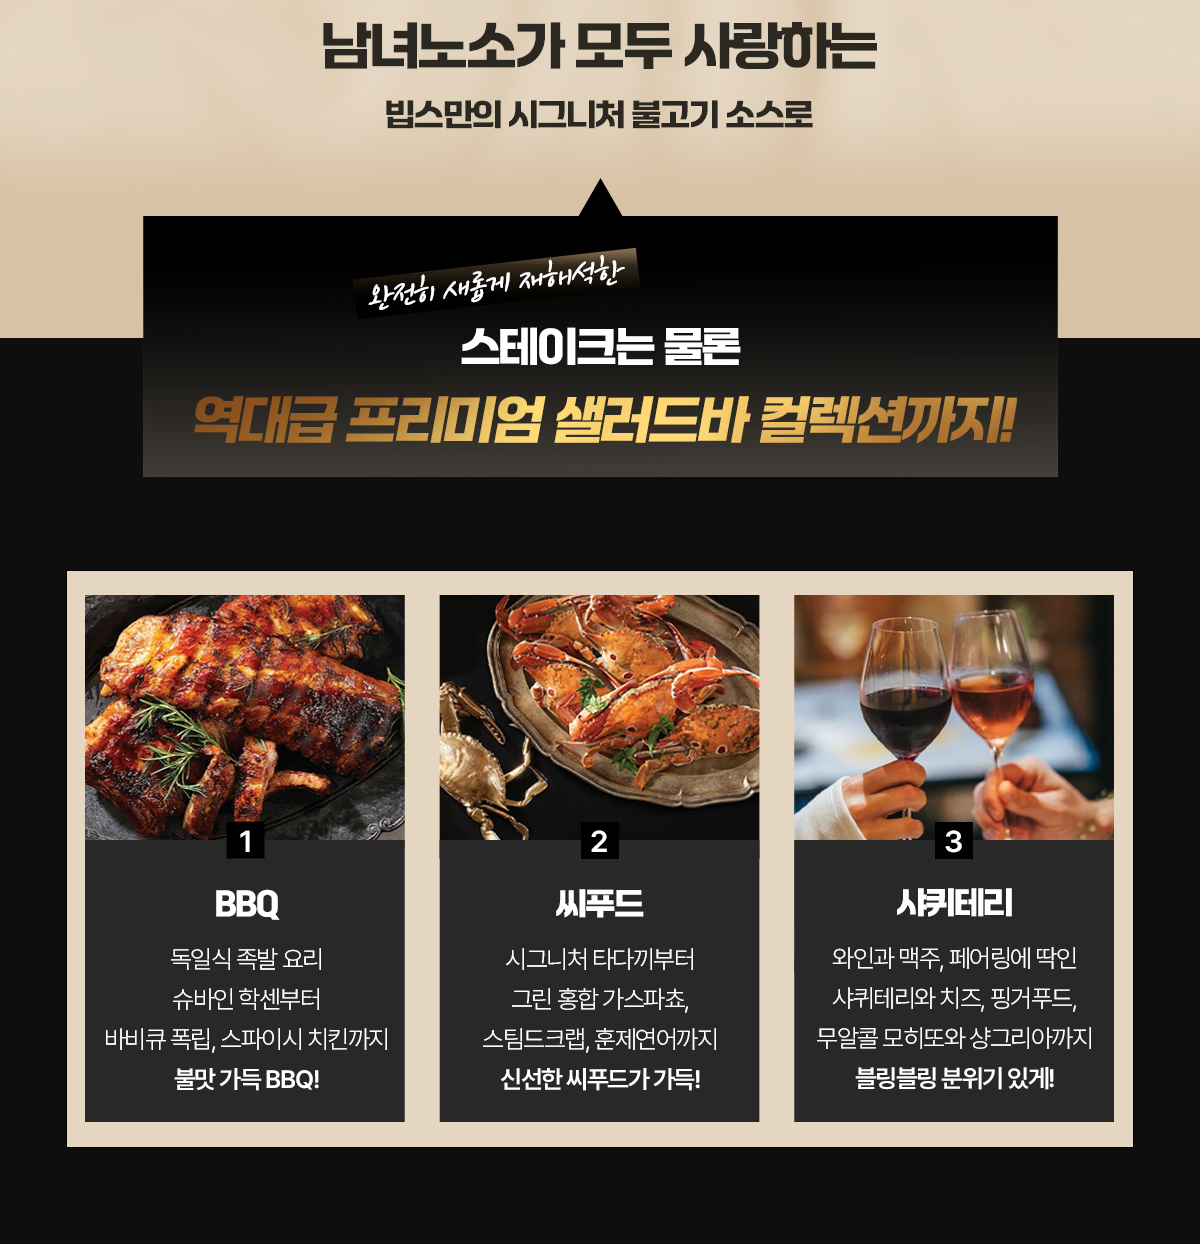 남녀노소가 모두 사랑하는
빕스만의 시그니처 불고기 소스로
완전히 새롭게 재해석한
스테이크는 물론
역대급 프리미엄 샐러드바 컬렉션까지!
1
BBQ
독일식 족발 요리
슈바인 학센부터
바비큐 폭립, 스파이시 치킨까지
불맛 가득 BBQ!
2
씨푸드
시그니처 타다끼부터
그린 홍합 가스파쵸,
스팀드크랩, 훈제연어까지
신선한 씨푸드가 가득!
3
샤퀴테리
와인과 맥주, 페어링에 딱인
샤퀴테리와 치즈, 핑거푸드,
무알콜 모히또와 샹그리아까지
블링블링 분위기 있게!